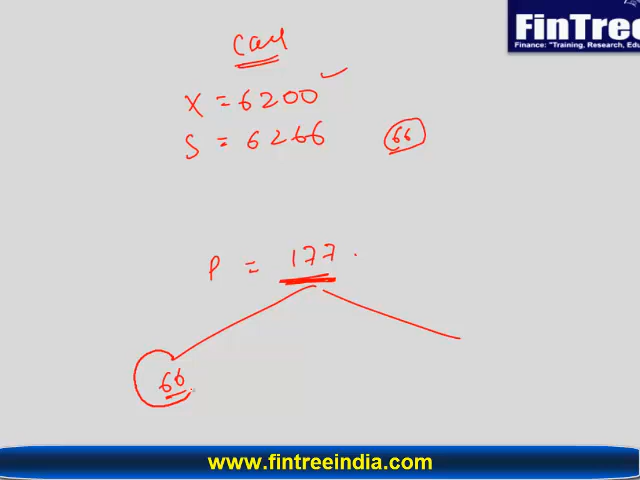 FinTree
Finance: "Training, Research, Edu
Call
X = 6200
S = 6266
66
P = 177
66
www.fintreeindia.com